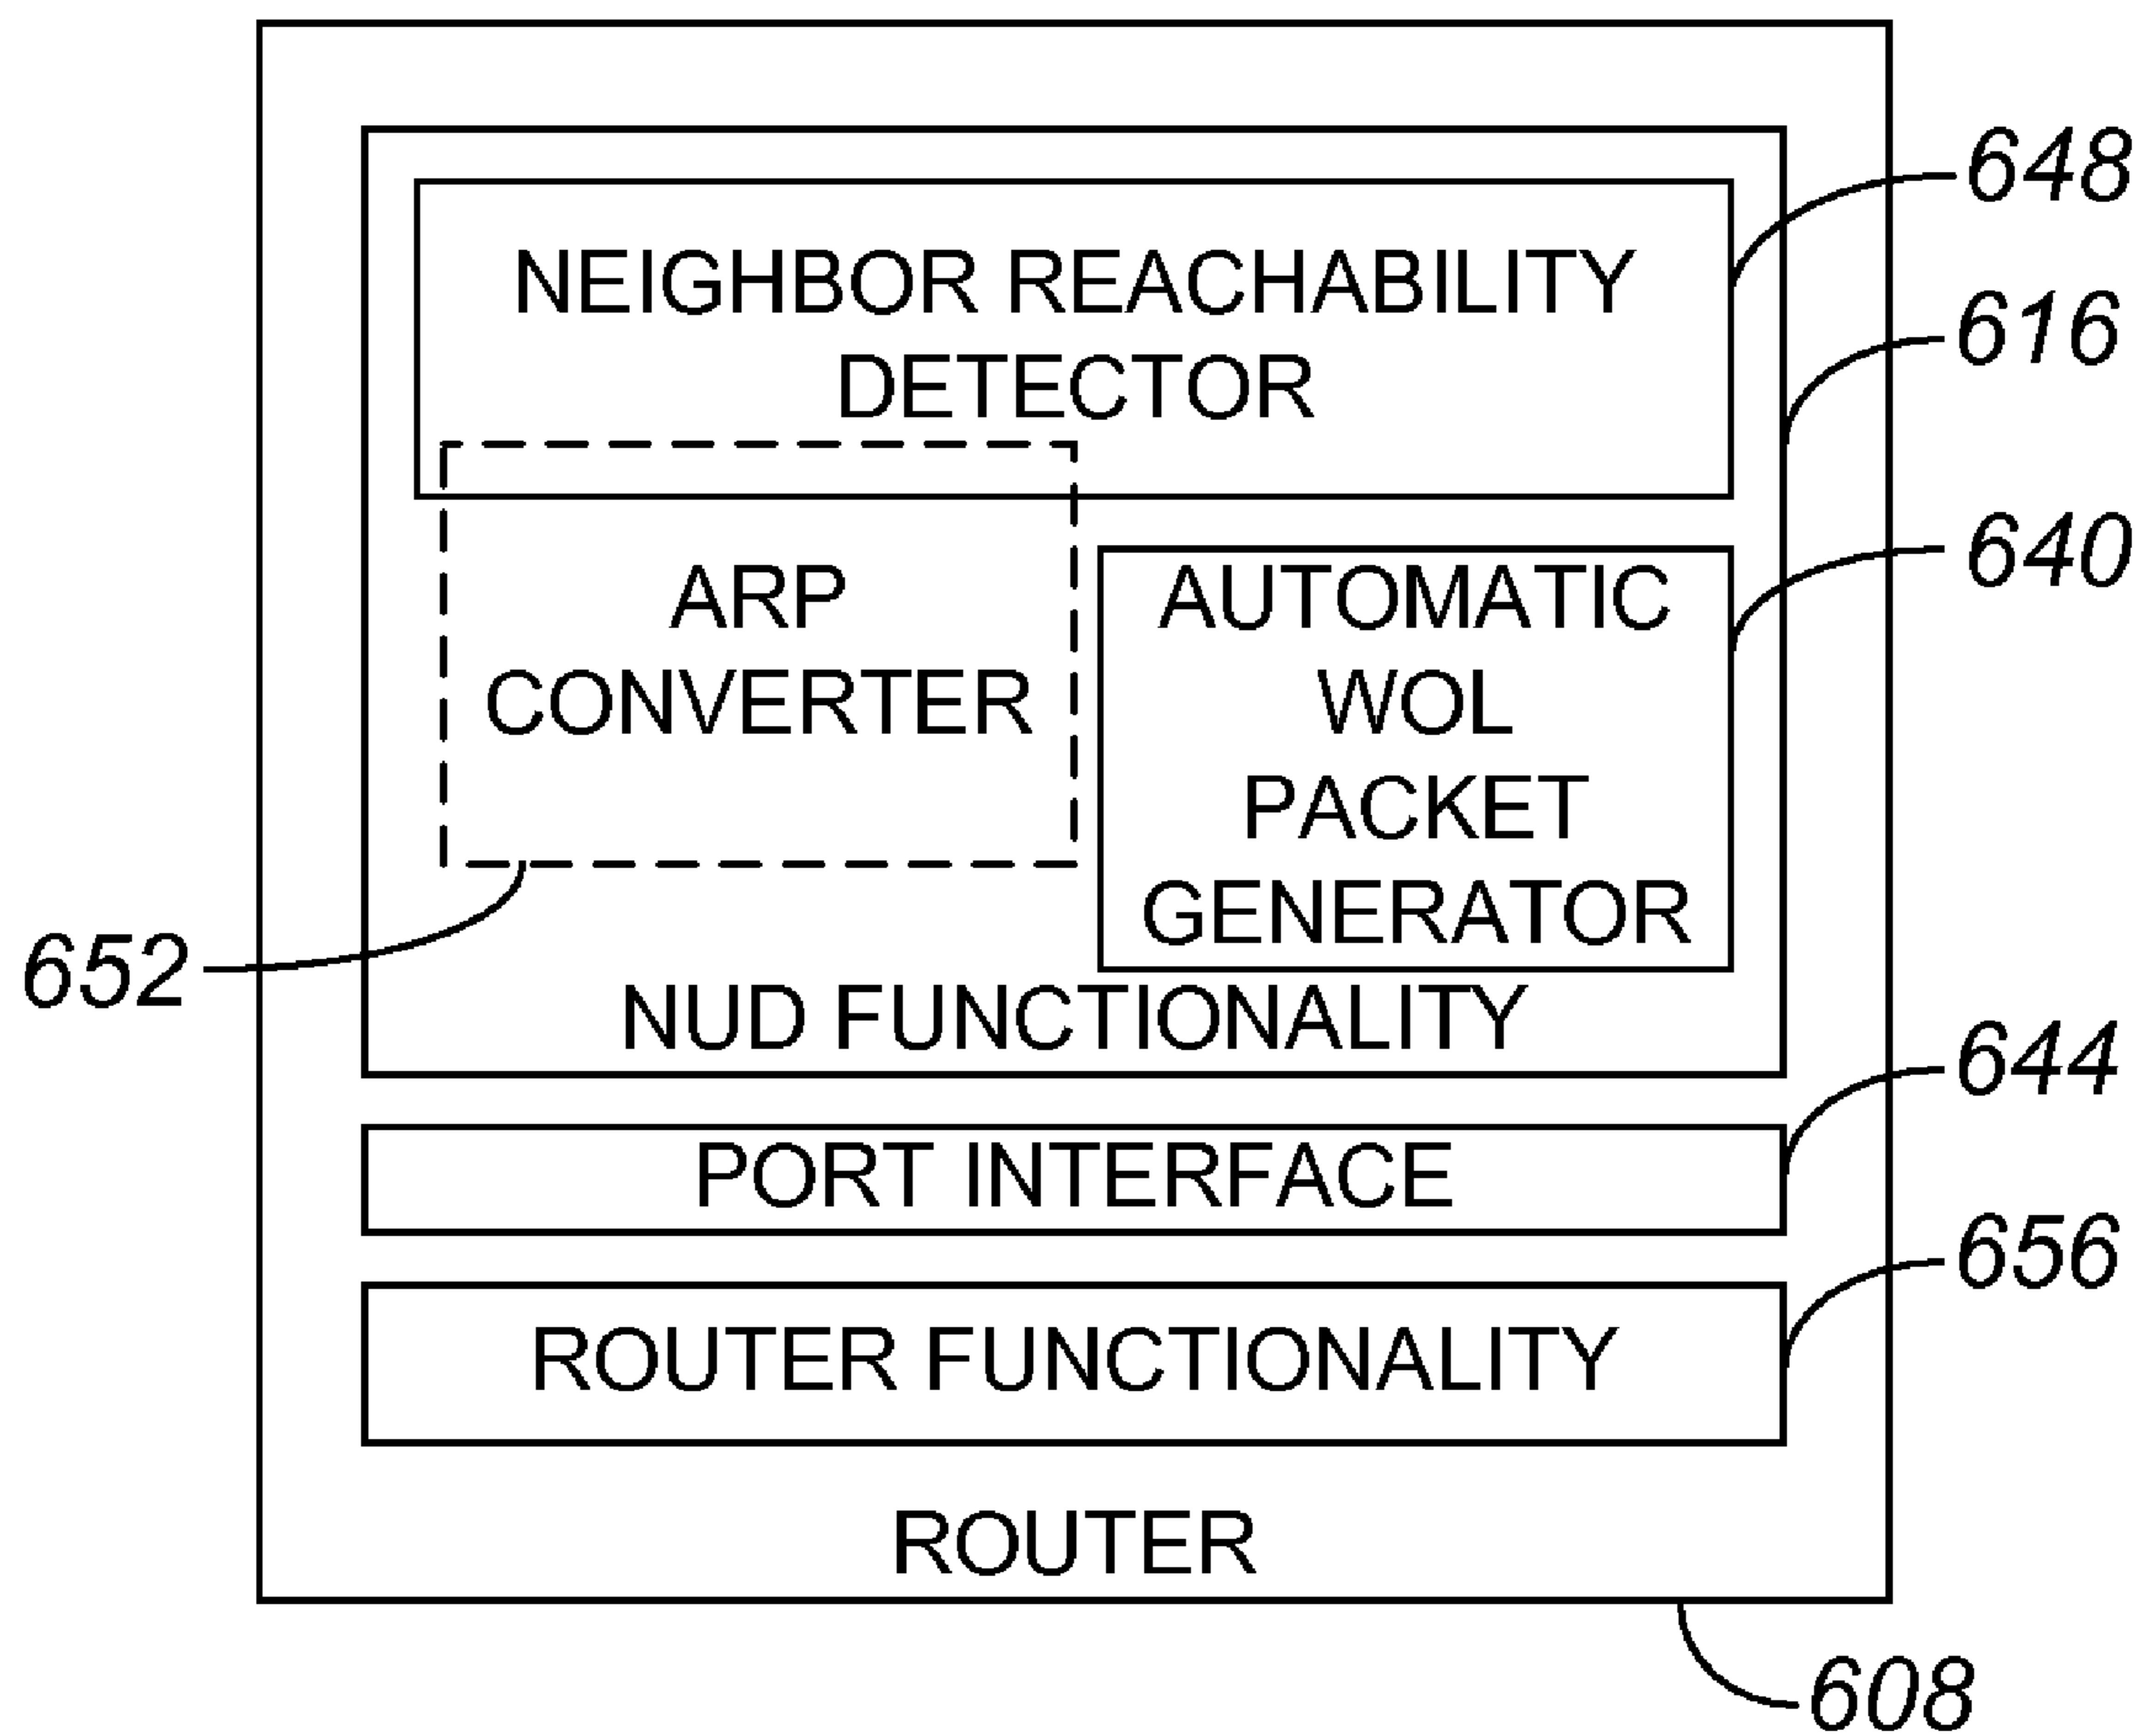 NEIGHBOR REACHABILITY
DETECTOR
648
616
640
ARP
CONVERTER
AUTOMATIC
WOL
PACKET
GENERATOR
652
NUD FUNCTIONALITY
644
PORT INTERFACE
656
ROUTER FUNCTIONALITY
ROUTER
608